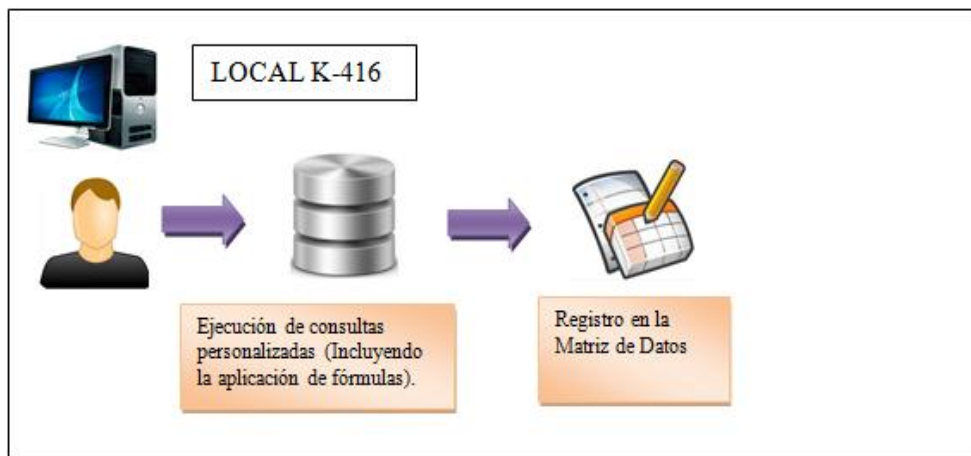 LOCAL K-416
Ejecución de consultas
personalizadas (Incluyendo
la aplicación de fórmulas).
Registro en la
Matriz de Datos